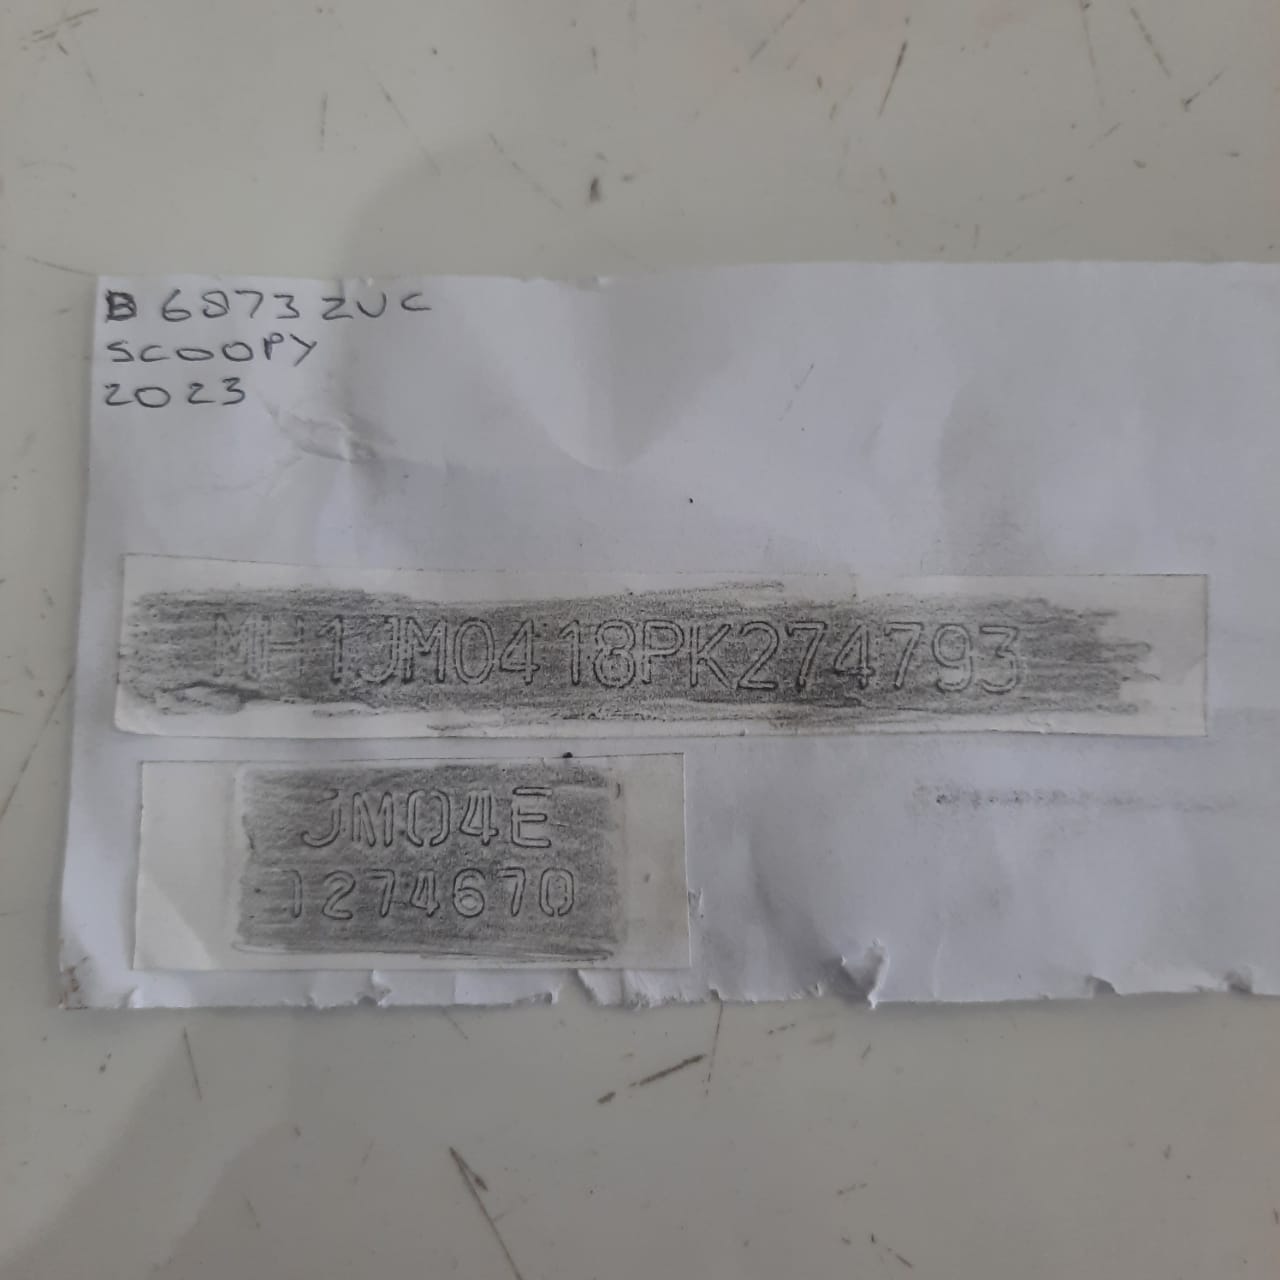 B 6873 ZUC
SCOOPY
2023
MH1JM0418PK274793
JM04E
1274670